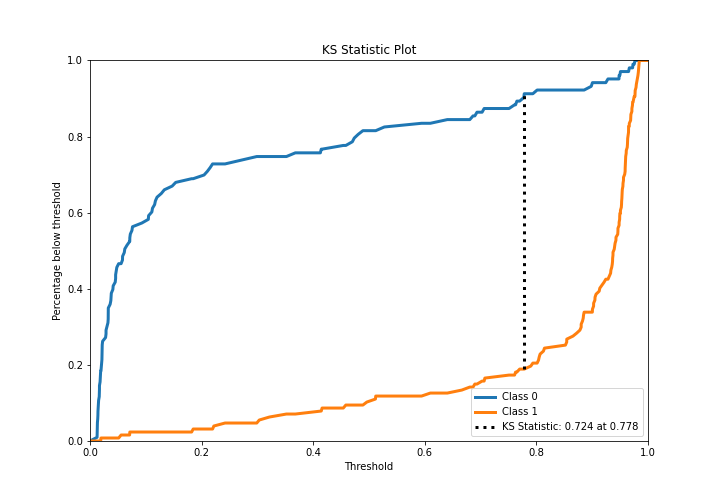 KS Statistic Plot
1.0
0.8
0.6
0.4
0.2
0.0
Percentage below threshold
0.0 0.2 0.4 0.6 0.8 1.0
Threshold
Class 0
Class 1
KS Statistic: 0.724 at 0.778